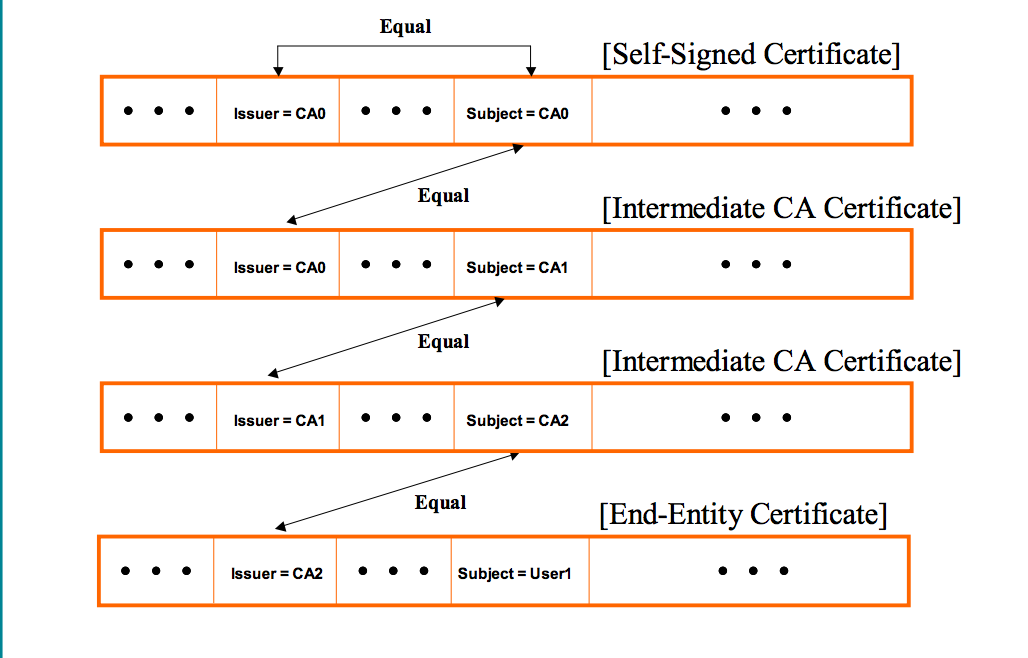 Equal
[Self-Signed Certificate]
Issuer = CA0
Subject = CA0
Equal
[Intermediate CA Certificate]
Issuer = CA0
Subject = CA1
Equal
[Intermediate CA Certificate]
Issuer = CA1
Subject = CA2
Equal
[End-Entity Certificate]
Issuer = CA2
Subject = User1